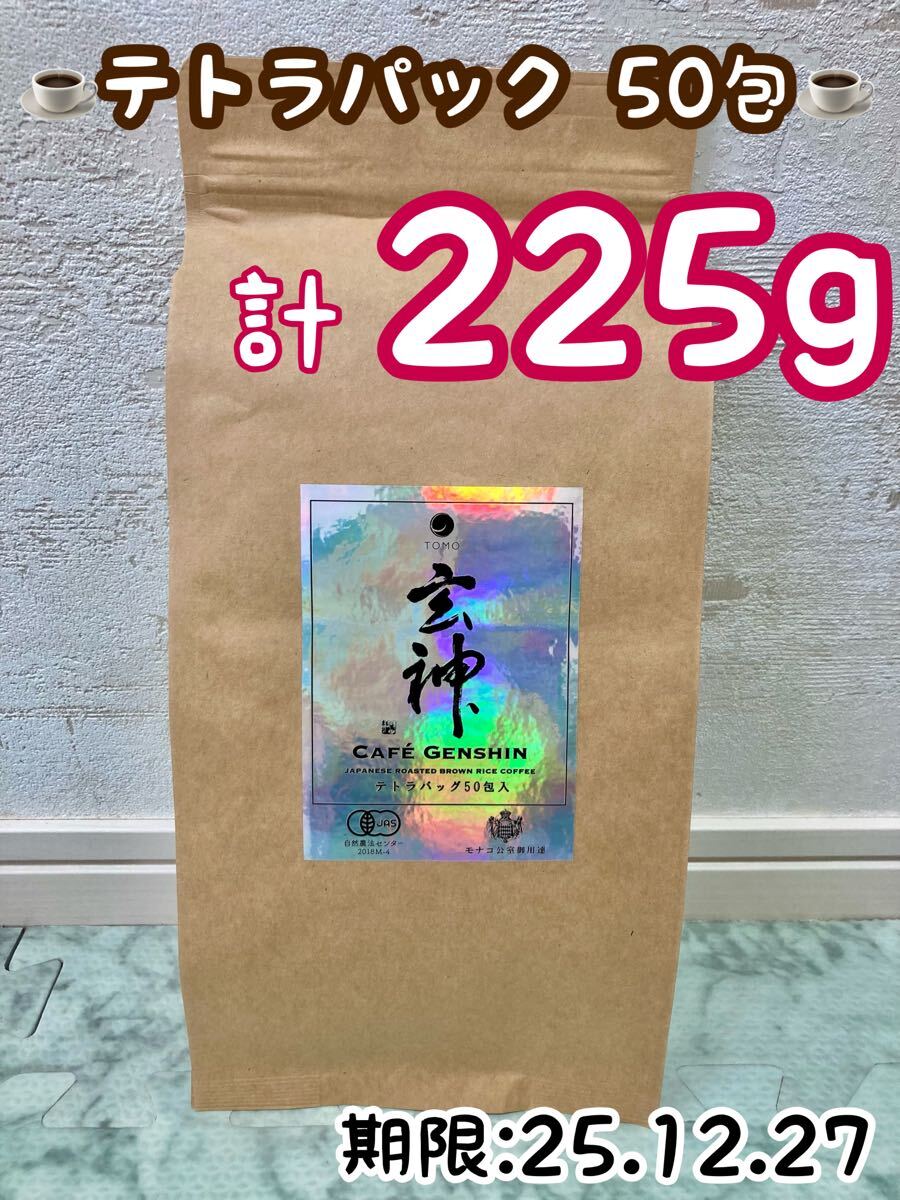 テトラパック 50包
計 225g
TOMO
玄神
CAFÉ GENSHIN
JAPANESE ROASTED BROWN RICE COFFEE
テトラバッグ50包入
JAS
自然農法センター
2018M-4
モナコ公室御用達
期限:25.12.27